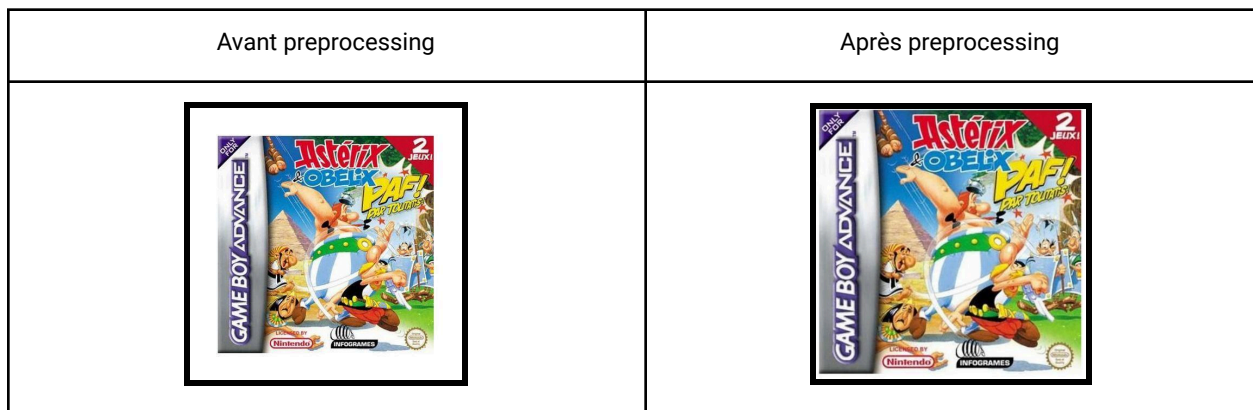 Avant preprocessing
Après preprocessing
ONLY
FOR
GAME BOY ADVANCE
Astérix
& OBELIX
PAF!
PAR TOUTATIS!
2
JEUX!
LICENSED BY
Nintendo
INFOGRAMES
ONLY
FOR
GAME BOY ADVANCE
Astérix
& OBELIX
PAF!
PAR TOUTATIS!
2
JEUX!
LICENSED BY
Nintendo
INFOGRAMES